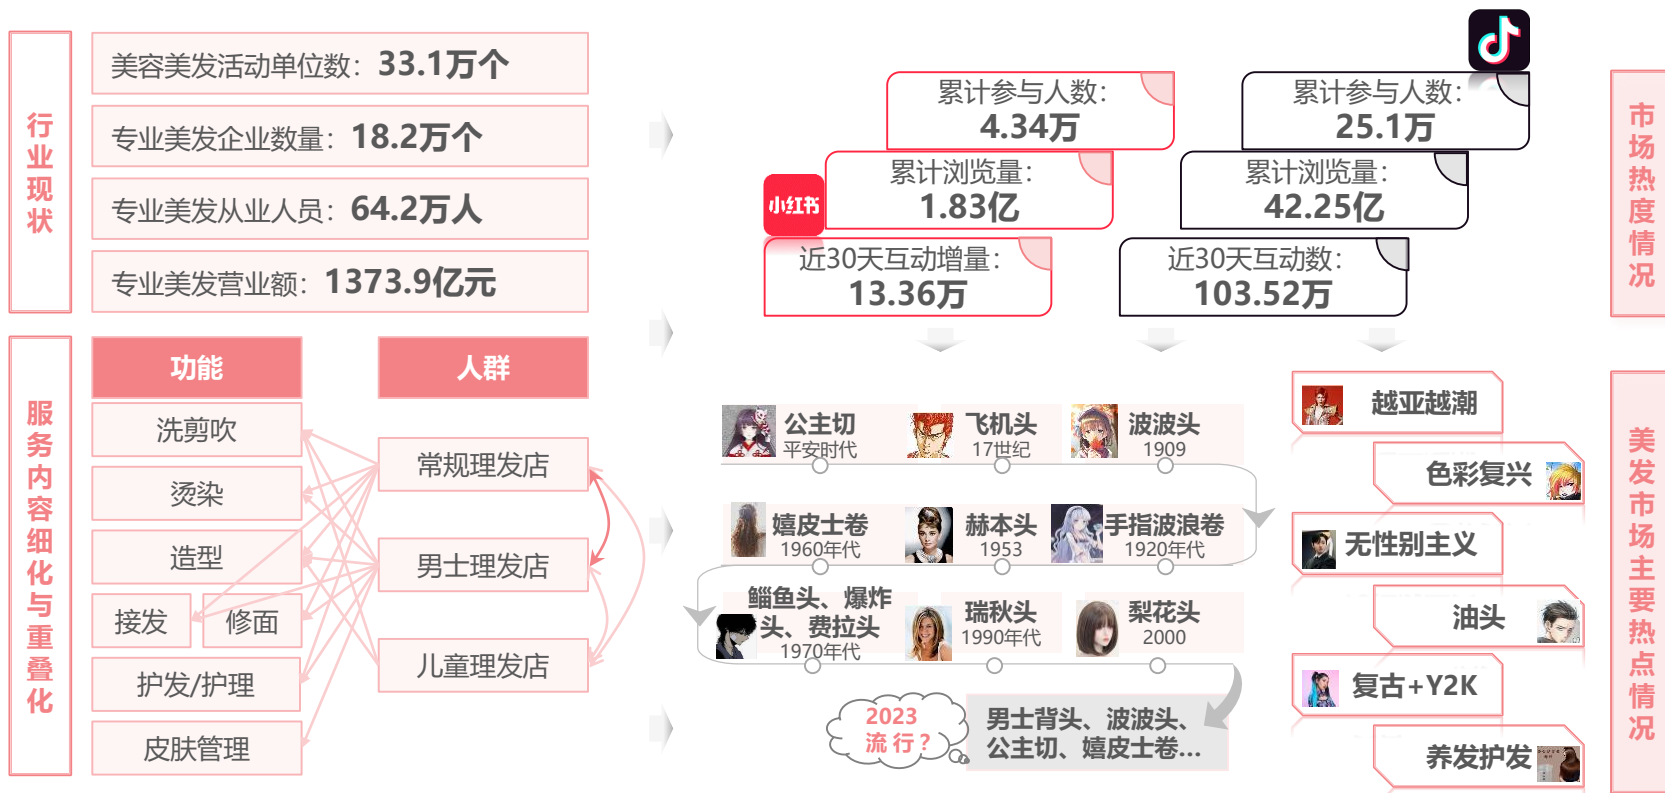 行业现状
美容美发活动单位数：33.1万个
专业美发企业数量：18.2万个
专业美发从业人员：64.2万人
专业美发营业额：1373.9亿元
服务内容细化与重叠化
功能
人群
洗剪吹
烫染
造型
接发
修面
护发/护理
皮肤管理
常规理发店
男士理发店
儿童理发店
小红书
累计参与人数：
4.34万
累计浏览量：
1.83亿
近30天互动增量：
13.36万
累计参与人数：
25.1万
累计浏览量：
42.25亿
近30天互动数：
103.52万
市场热度情况
公主切
平安时代
飞机头
17世纪
波波头
1909
嬉皮士卷
1960年代
赫本头
1953
手指波浪卷
1920年代
鲻鱼头、爆炸
头、费拉头
1970年代
瑞秋头
1990年代
梨花头
2000
2023
流行？
男士背头、波波头、
公主切、嬉皮士卷...
越亚越潮
色彩复兴
无性别主义
油头
复古+Y2K
养发护发
美发市场主要热点情况